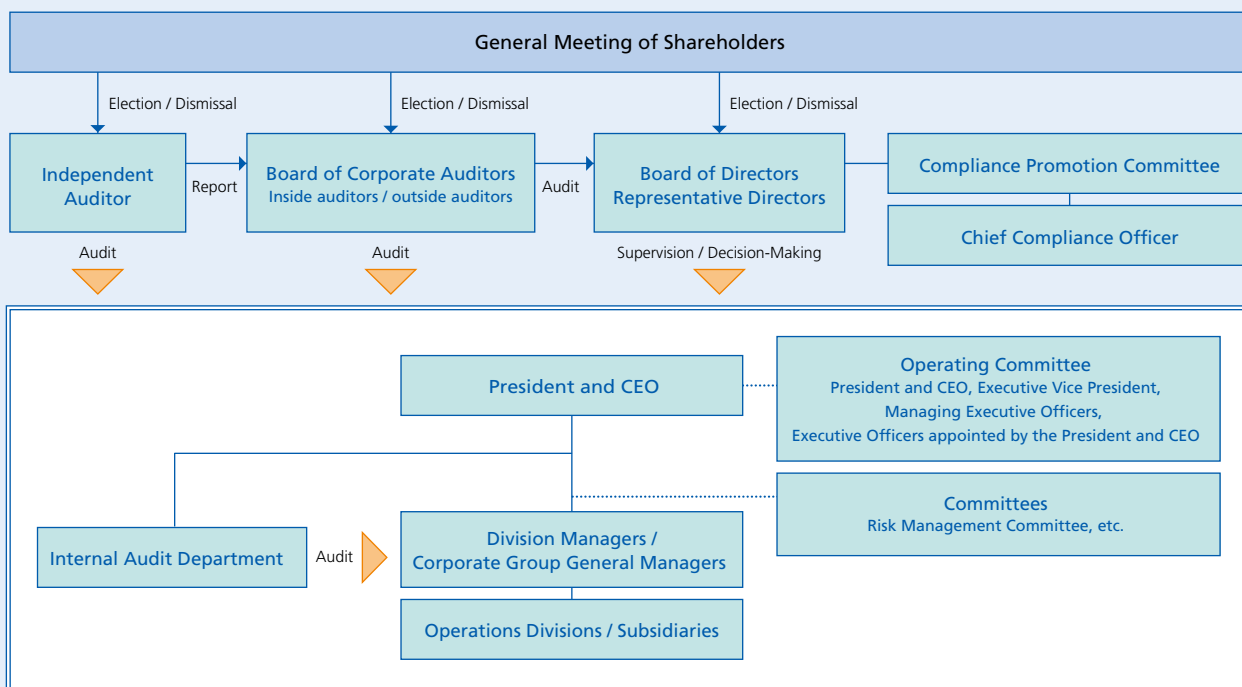 General Meeting of Shareholders
Election / Dismissal
Election / Dismissal
Election / Dismissal
Independent
Auditor
Report
Board of Corporate Auditors
Inside auditors / outside auditors
Audit
Board of Directors
Representative Directors
Compliance Promotion Committee
Chief Compliance Officer
Audit
Audit
Supervision / Decision-Making
President and CEO
Operating Committee
President and CEO, Executive Vice President,
Managing Executive Officers,
Executive Officers appointed by the President and CEO
Committees
Risk Management Committee, etc.
Internal Audit Department
Audit
Division Managers /
Corporate Group General Managers
Operations Divisions / Subsidiaries